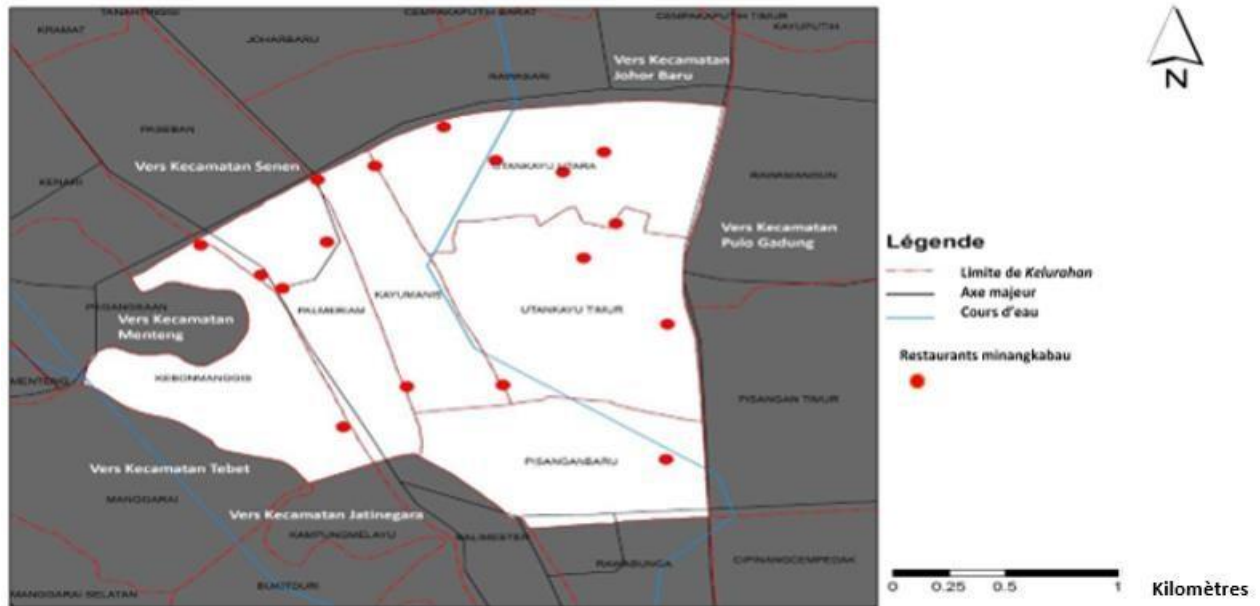 TANAHTINGGI
CEMPAKAPUTIH BARAT
CEMPAKAPUTIH TIMUR
KRAMAT
KAYUPUTIH
JOHARBARU
Vers Kecamatan
Johor Baru
RAWASARI
N
PASEBAN
Vers Kecamatan Senen
UTANKAYU UTARA
KENARI
RAWAMANGUN
Vers Kecamatan
Pulo Gadung
Légende
Limite de Kelurahan
Axe majeur
Cours d'eau
PEGANGSAAN
KAYUMANIS
PALMERIAM
UTANKAYU TIMUR
Vers Kecamatan
Menteng
Restaurants minangkabau
MENTENG
KEBONMANGGIS
PISANGAN TIMUR
Vers Kecamatan Tebet
PISANGANBARU
MANGGARAI
Vers Kecamatan Jatinegara
KAMPUNGMELAYU
BALIMESTER
RAWABUNGA
CIPINANGCEMPEDAK
BUKITDURI
MANGGARAI SELATAN
0 0.25 0.5 1 Kilomètres